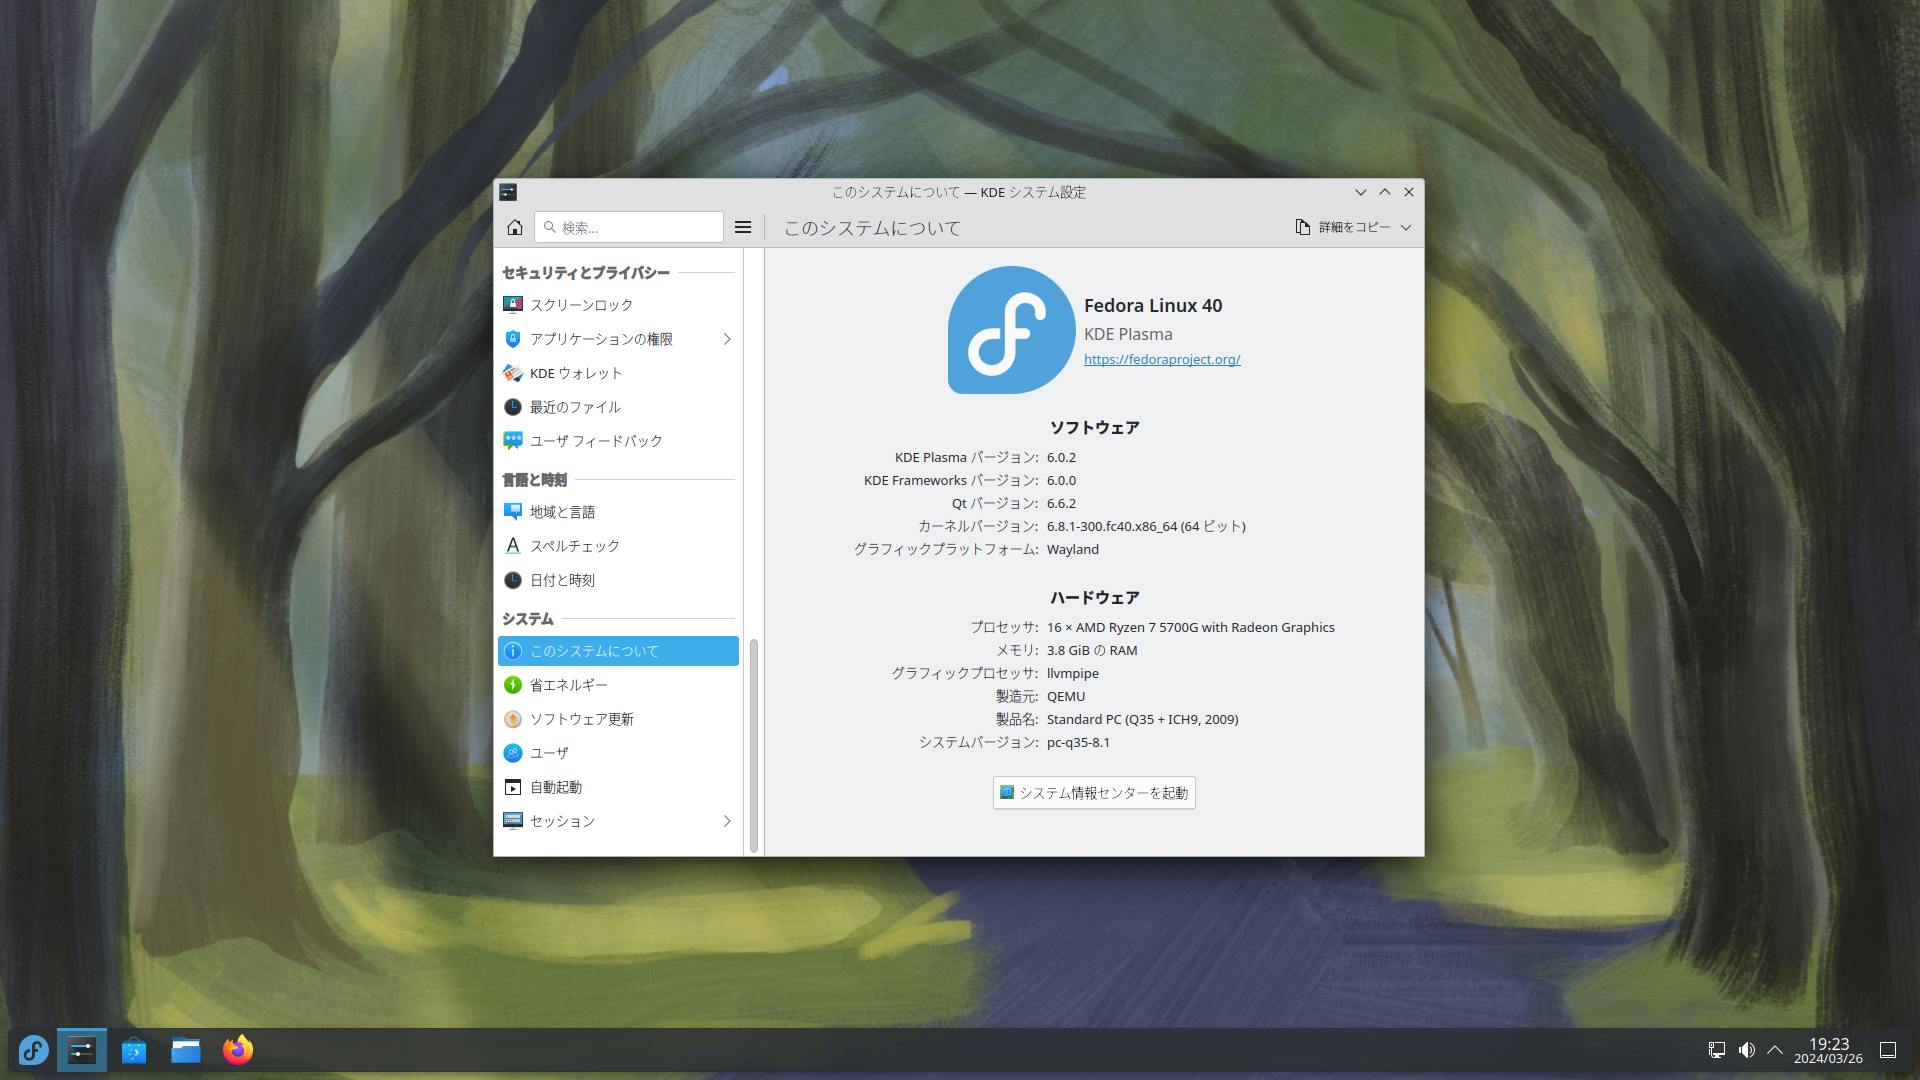 このシステムについて — KDE システム設定
検索...
このシステムについて
詳細をコピー
セキュリティとプライバシー
スクリーンロック
アプリケーションの権限
KDE ウォレット
最近のファイル
ユーザ フィードバック
言語と時刻
地域と言語
スペルチェック
日付と時刻
システム
このシステムについて
省エネルギー
ソフトウェア更新
ユーザ
自動起動
セッション
Fedora Linux 40
KDE Plasma
https://fedoraproject.org/
ソフトウェア
KDE Plasma バージョン: 6.0.2
KDE Frameworks バージョン: 6.0.0
Qt バージョン: 6.6.2
カーネルバージョン: 6.8.1-300.fc40.x86_64 (64 ビット)
グラフィックプラットフォーム: Wayland
ハードウェア
プロセッサ: 16 × AMD Ryzen 7 5700G with Radeon Graphics
メモリ: 3.8 GiB の RAM
グラフィックプロセッサ: llvmpipe
製造元: QEMU
製品名: Standard PC (Q35 + ICH9, 2009)
システムバージョン: pc-q35-8.1
システム情報センターを起動
19:23
2024/03/26